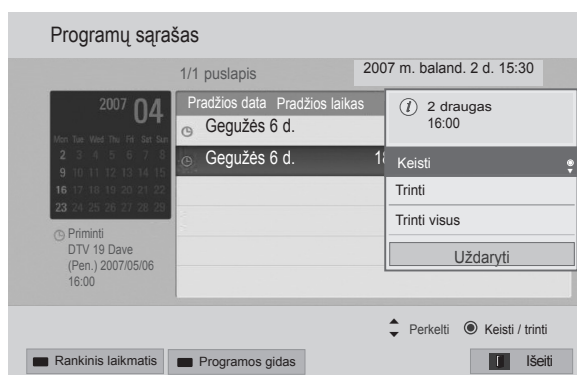 Programų sąrašas
1/1 puslapis
2007 m. baland. 2 d. 15:30
2007 04
Mon Tue Wed Thu Fri Sat Sun
2 3 4 5 6 7 8
9 10 11 12 13 14 15
16 17 18 19 20 21 22
23 24 25 26 27 28 29
Priminti
DTV 19 Dave
(Pen.) 2007/05/06
16:00
Pradžios data Pradžios laikas
Gegužės 6 d.
Gegužės 6 d.
2 draugas
16:00
Keisti
Trinti
Trinti visus
Uždaryti
Perkelti Keisti / trinti
Rankinis laikmatis Programos gidas Išeiti